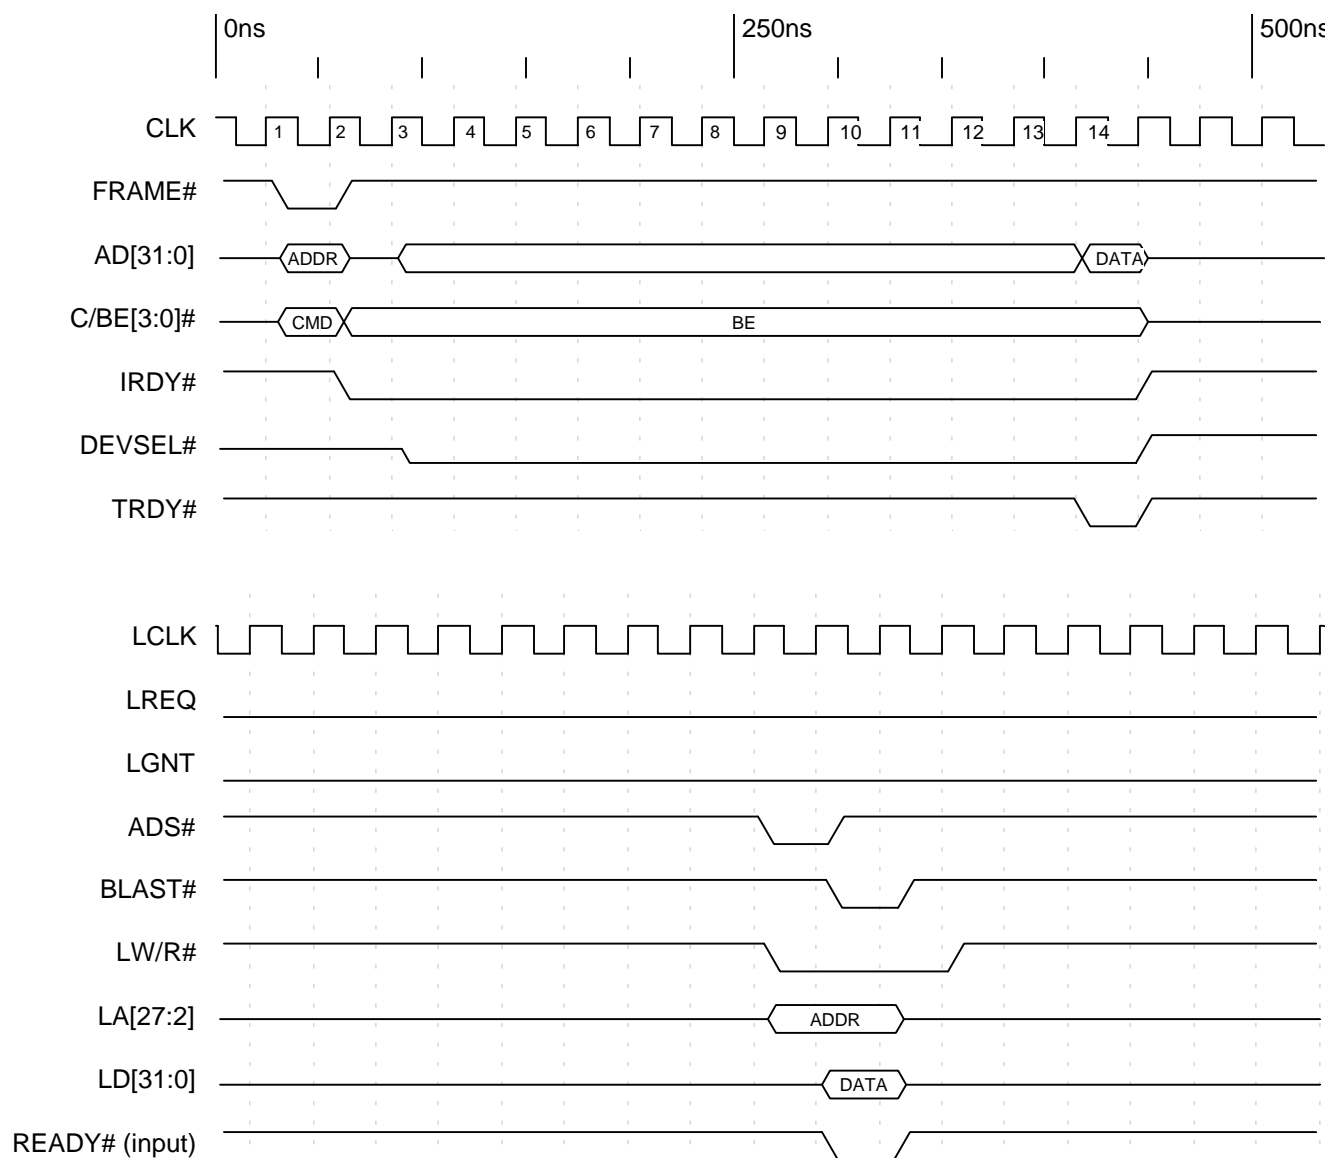 0ns 250ns 500ns
CLK 1 2 3 4 5 6 7 8 9 10 11 12 13 14
FRAME#
AD[31:0] ADDR DATA
C/BE[3:0]# CMD BE
IRDY#
DEVSEL#
TRDY#
LCLK
LREQ
LGNT
ADS#
BLAST#
LW/R#
LA[27:2] ADDR
LD[31:0] DATA
READY# (input)